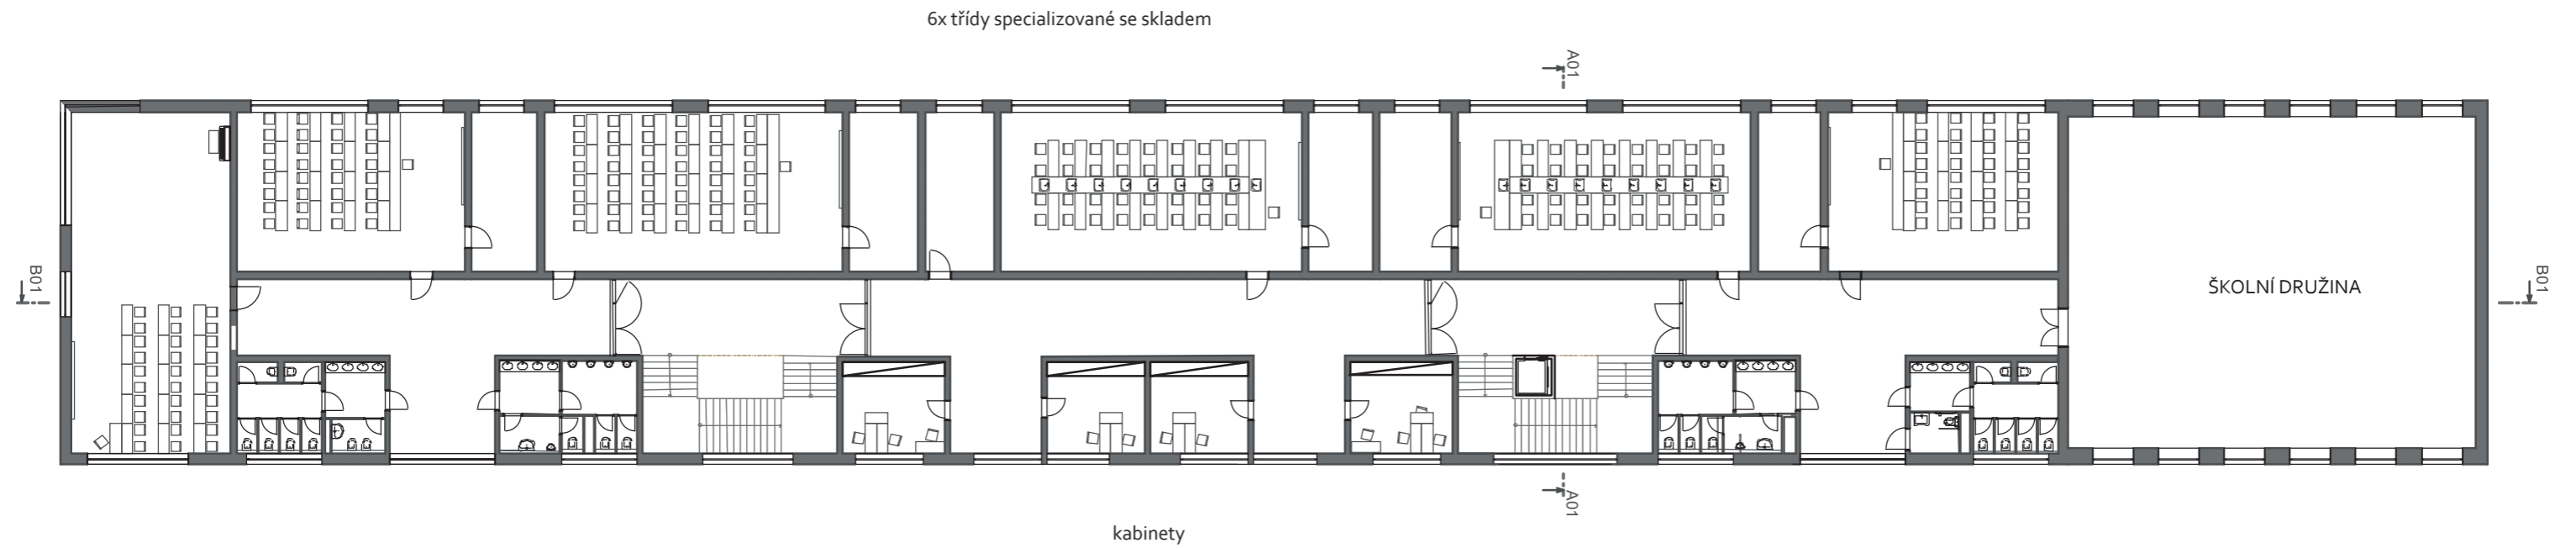 6x třídy specializované se skladem
A01
B01
ŠKOLNÍ DRUŽINA
B01
A01
kabinety